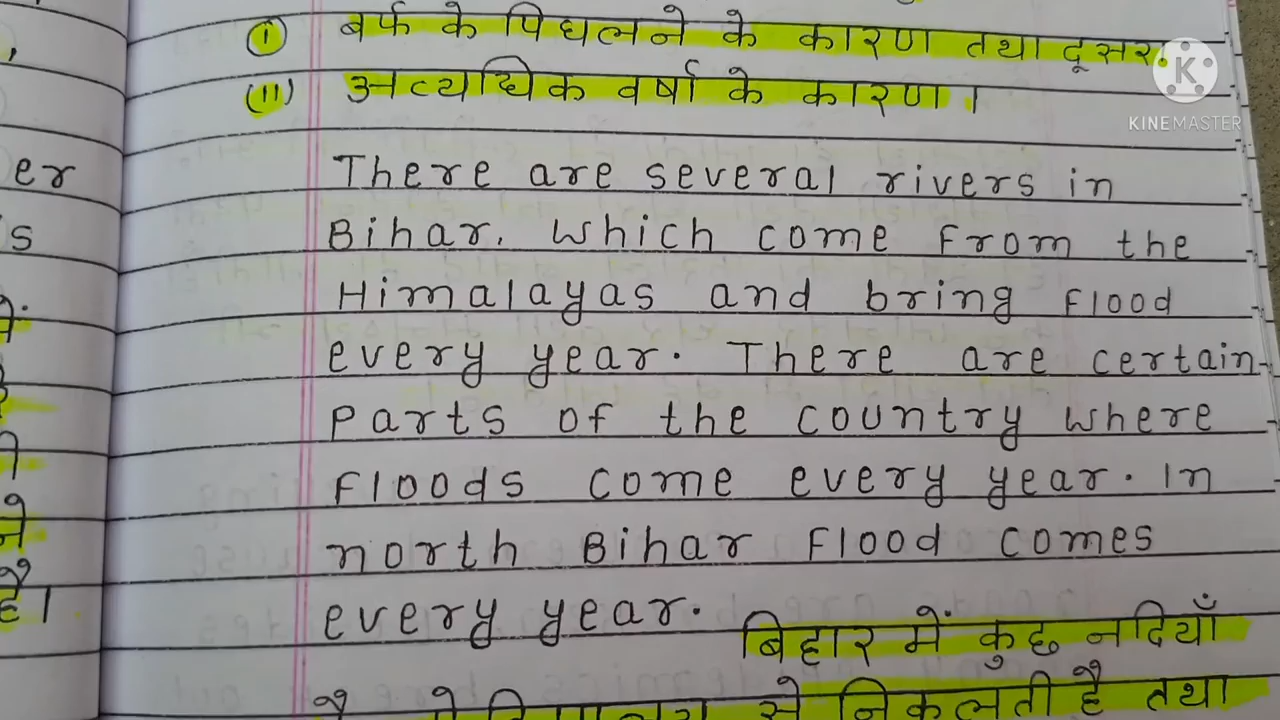 (i) बर्फ के पिघलने के कारण तथा दूसरा
(ii) अत्यधिक वर्षा के कारण ।
There are several rivers in
Bihar. Which come from the
Himalayas and bring flood
every year. There are certain
parts of the country where
floods come every year. In
north Bihar flood comes
every year.
बिहार में कुछ नदियाँ
से निकलती है तथा
er
s
है।
K
KINEMASTER